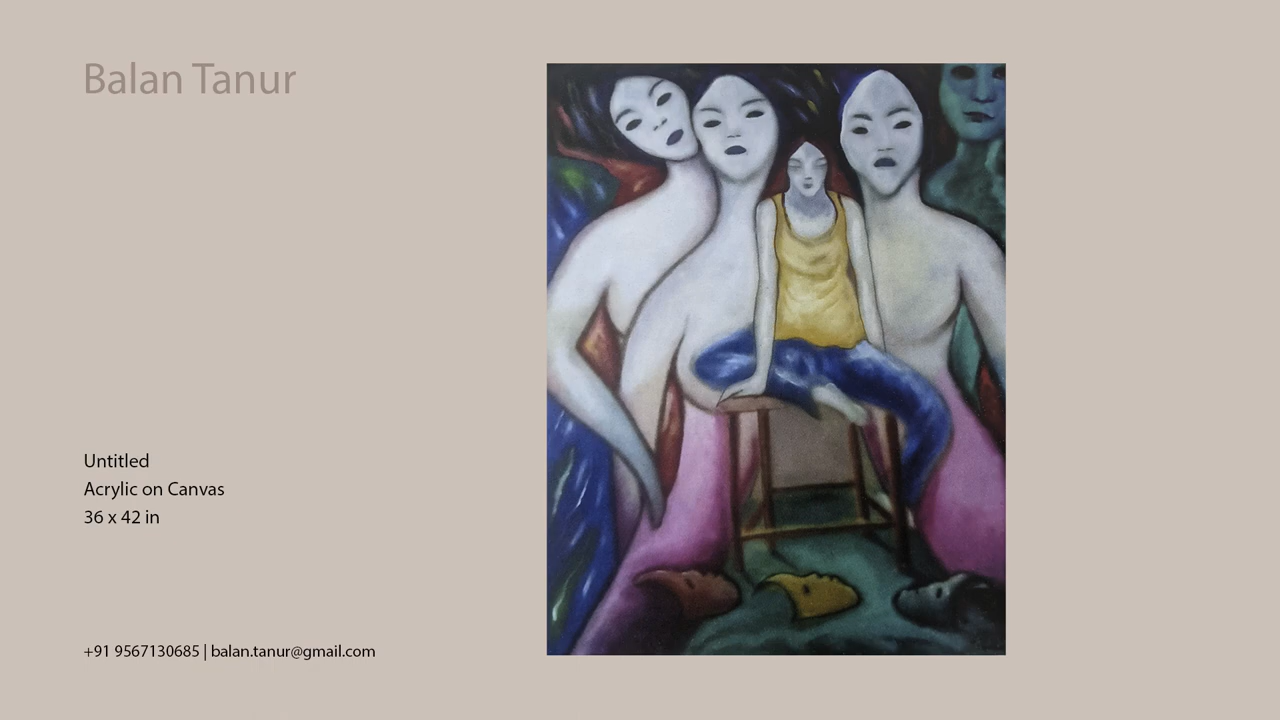 Balan Tanur
Untitled
Acrylic on Canvas
36 x 42 in
+91 9567130685 | balan.tanur@gmail.com